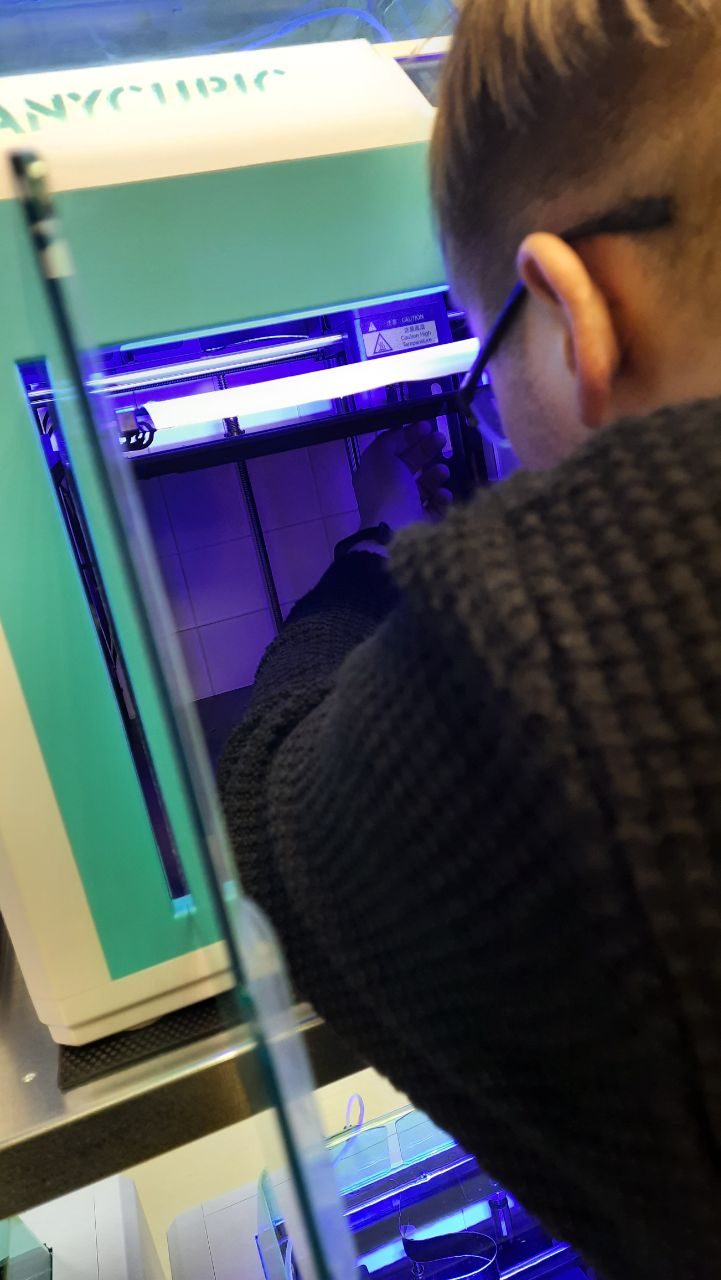 ANYCUBIC
注意 CAUTION
Caution High
Temperature